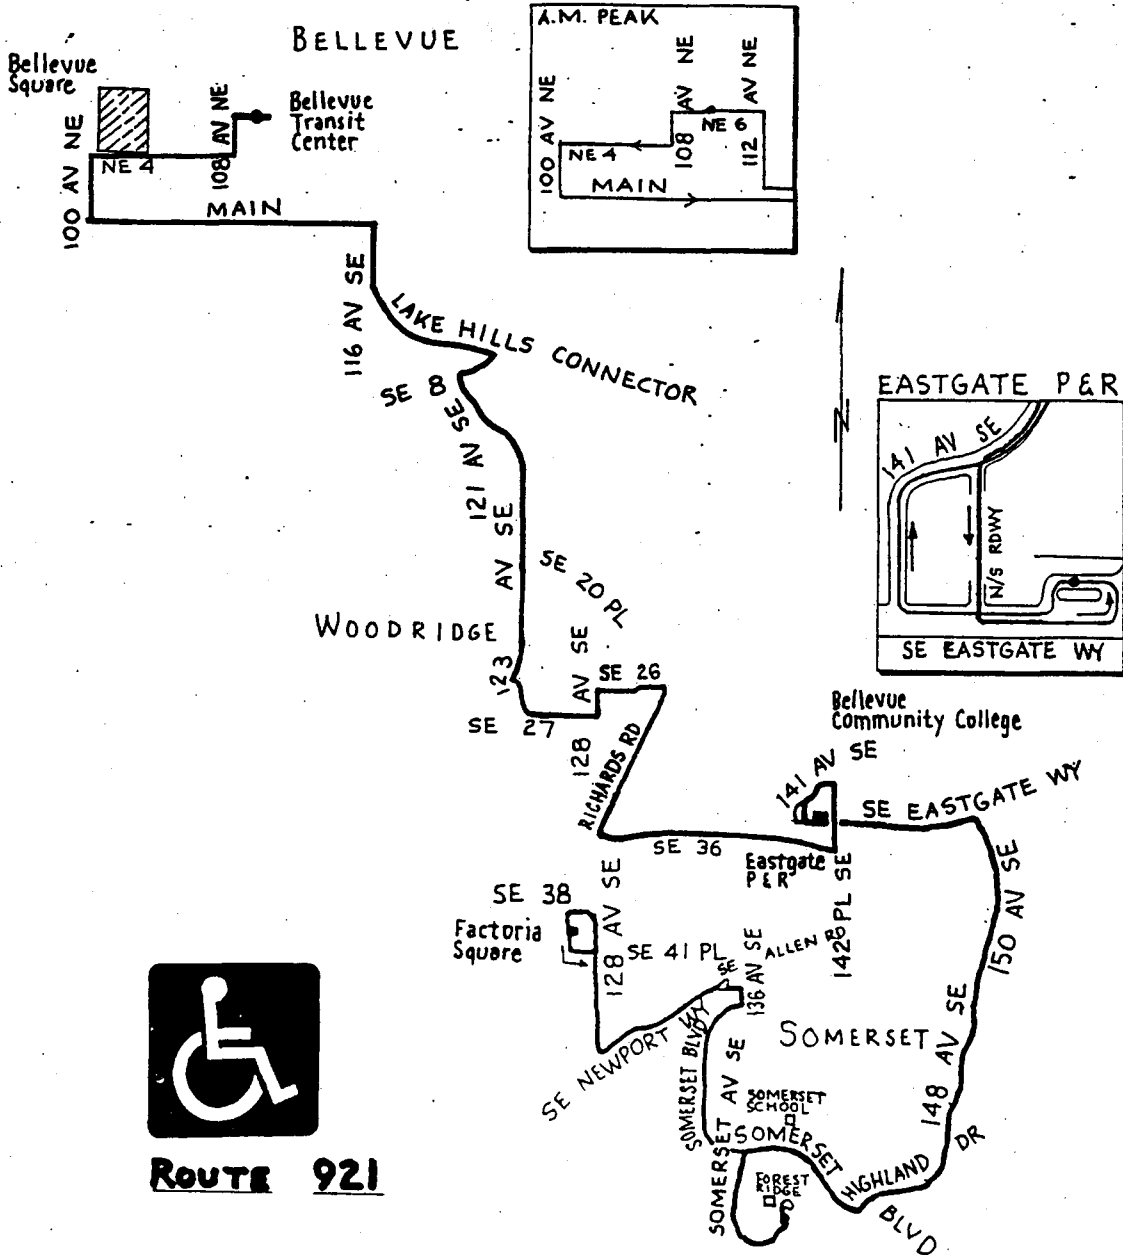 BELLEVUE
Bellevue
Square
100 AV NE
NE 4
108 AV NE
Bellevue
Transit
Center
MAIN
A.M. PEAK
100 AV NE
NE 4
108 AV NE
NE 6
112 AV NE
MAIN
116 AV SE
LAKE HILLS CONNECTOR
SE 8
121 AV SE
N
EASTGATE P&R
141 AV SE
N/S RDWY
SE EASTGATE WY
WOODRIDGE
123 AV SE
SE 20 PL
SE 27
128 AV SE
SE 26
RICHARDS RD
Bellevue
Community College
141 AV SE
SE EASTGATE WY
SE 36
Eastgate
P&R
142 PL SE
150 AV SE
SE 38
Factoria
Square
128 AV SE
SE 41 PL
SE ALLEN RD
136 AV SE
SE NEWPORT WY
SOMERSET BLVD
SOMERSET
148 AV SE
SOMERSET
SCHOOL
SOMERSET AV SE
SOMERSET BLVD
HIGHLAND DR
FOREST
RIDGE
ROUTE 921